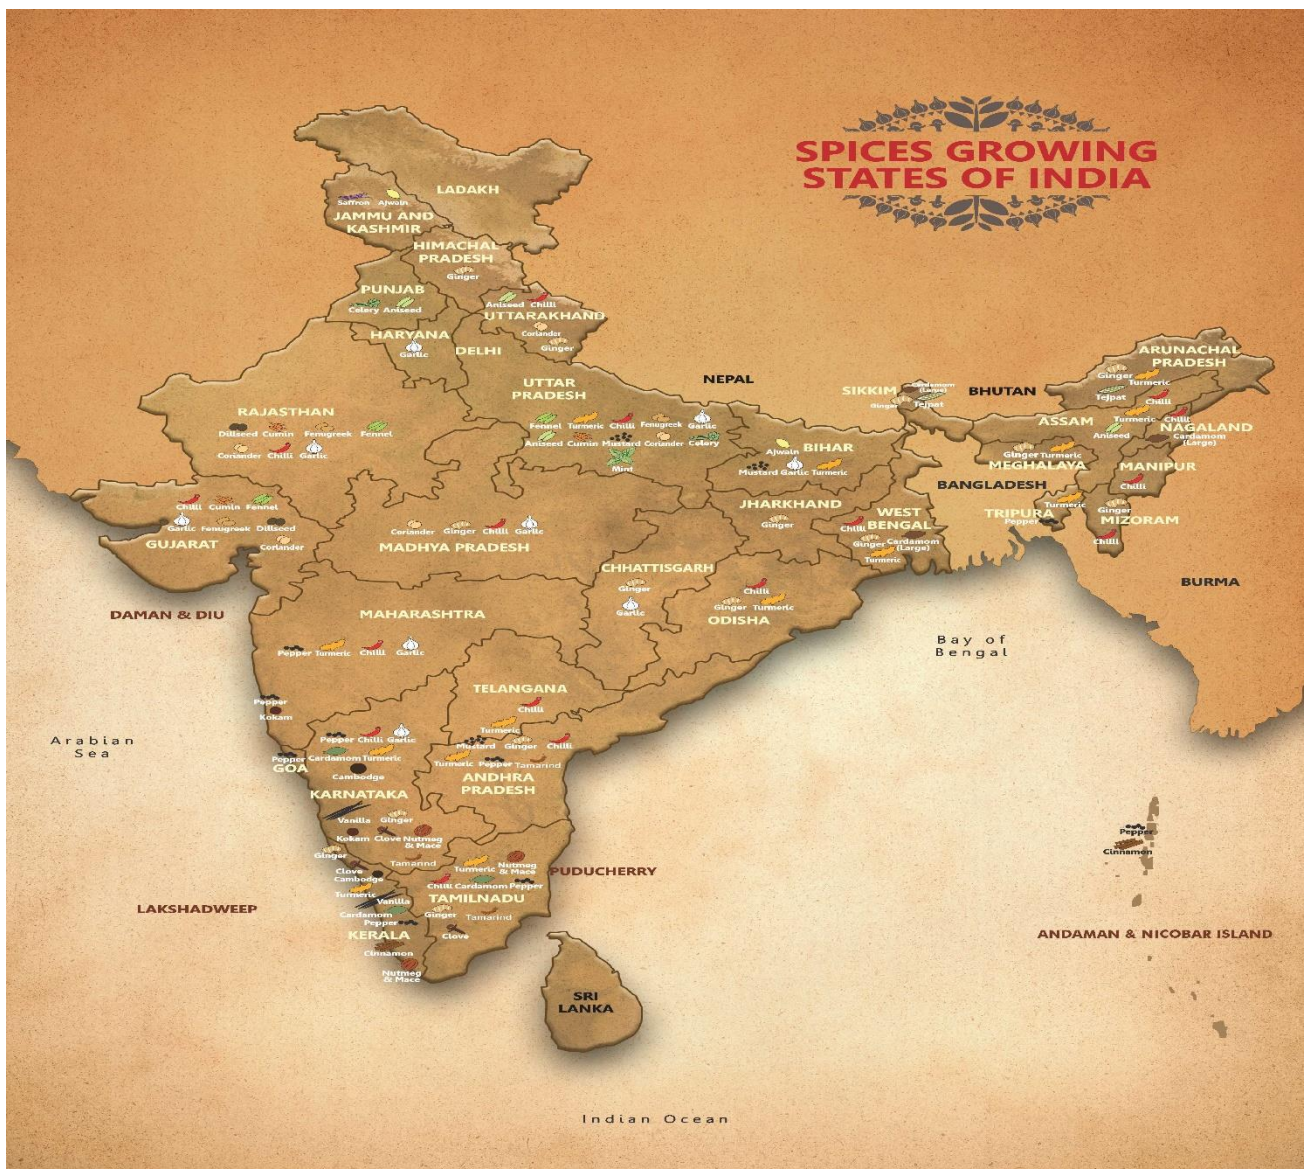 SPICES GROWING
STATES OF INDIA
LADAKH
Saffron Ajwain
JAMMU AND
KASHMIR
HIMACHAL
PRADESH
Ginger
PUNJAB
Celery Aniseed
Aniseed Chilli
UTTARAKHAND
Coriander
Ginger
HARYANA
Garlic
DELHI
UTTAR
PRADESH
Fennel Turmeric Chilli Fenugreek Garlic
Aniseed Cumin Mustard Coriander Celery
Mint
NEPAL
SIKKIM
Cardamom
(Large)
Ginger Tejpat
BHUTAN
ARUNACHAL
PRADESH
Ginger
Turmeric
Tejpat
Chilli
ASSAM
Turmeric Chilli
Aniseed
NAGALAND
Cardamom
(Large)
Ginger Turmeric
MEGHALAYA
MANIPUR
Chilli
BANGLADESH
TRIPURA
Turmeric
Pepper
Ginger
MIZORAM
Chilli
BURMA
RAJASTHAN
Dillseed Cumin Fenugreek Fennel
Coriander Chilli Garlic
BIHAR
Ajwain
Mustard Garlic Turmeric
JHARKHAND
Ginger
WEST
BENGAL
Chilli
Ginger Cardamom
(Large)
Turmeric
Chilli Cumin Fennel
Garlic Fenugreek Dillseed
Coriander
GUJARAT
Coriander Ginger Chilli Garlic
MADHYA PRADESH
CHHATTISGARH
Ginger
Garlic
Chilli
Ginger Turmeric
ODISHA
DAMAN & DIU
MAHARASHTRA
Pepper Turmeric Chilli Garlic
Pepper
Kokam
Bay of
Bengal
TELANGANA
Chilli
Turmeric
Arabian
Sea
Pepper
GOA
Pepper Chilli Garlic
Cardamom Turmeric
Cambodge
KARNATAKA
Vanilla Ginger
Kokam Clove Nutmeg
& Mace
Mustard Ginger Chilli
Turmeric Pepper Tamarind
ANDHRA
PRADESH
Pepper
Cinnamon
ANDAMAN & NICOBAR ISLAND
Tamarind
Turmeric Nutmeg
& Mace
Chilli Cardamom Pepper
TAMILNADU
Ginger Tamarind
Clove
PUDUCHERRY
LAKSHADWEEP
Ginger
Clove
Cambodge
Turmeric
Vanilla
Cardamom
Pepper
KERALA
Cinnamon
Nutmeg
& Mace
SRI
LANKA
Indian Ocean